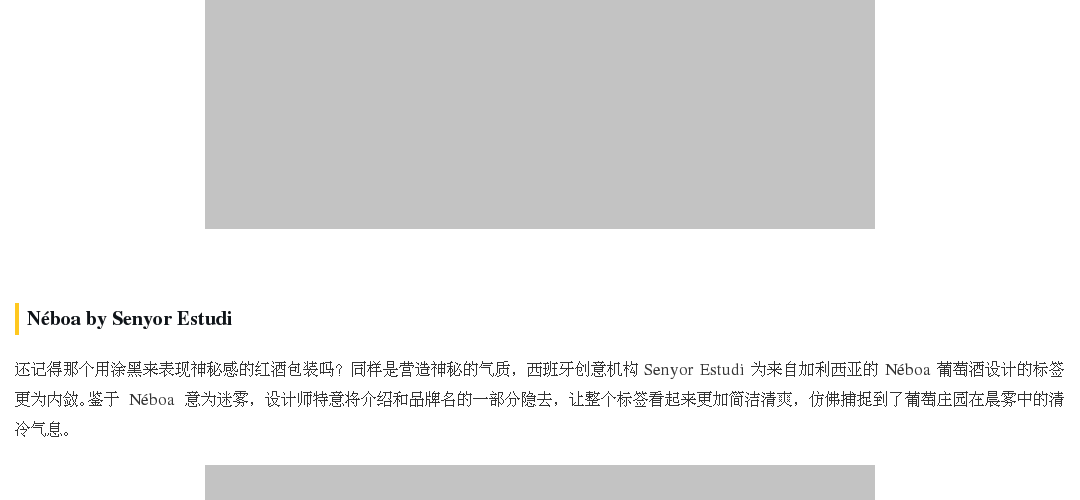 Néboa by Senyor Estudi
还记得那个用涂黑来表现神秘感的红酒包装吗？同样是营造神秘的气质，西班牙创意机构 Senyor Estudi 为来自加利西亚的 Néboa 葡萄酒设计的标签
更为内敛。鉴于 Néboa 意为迷雾，设计师特意将介绍和品牌名的一部分隐去，让整个标签看起来更加简洁清爽，仿佛捕捉到了葡萄庄园在晨雾中的清
冷气息。